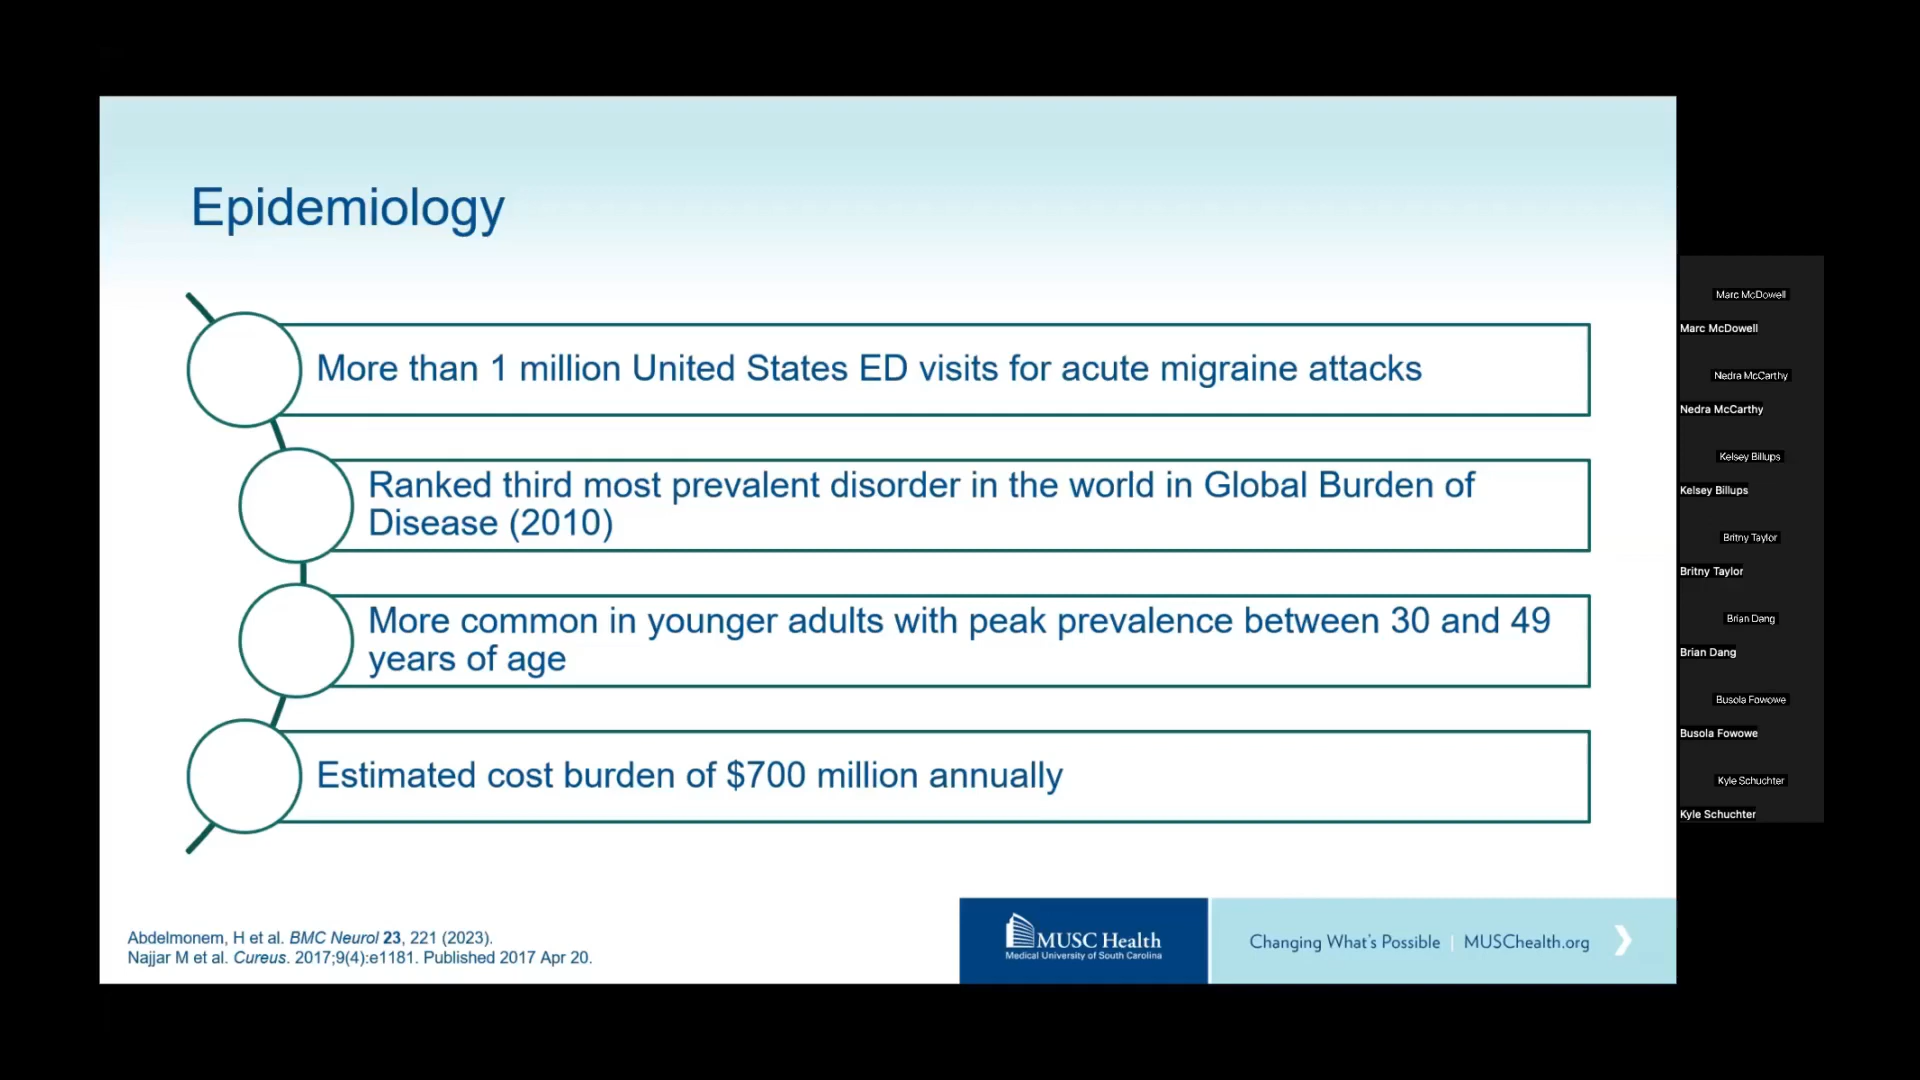 Epidemiology
More than 1 million United States ED visits for acute migraine attacks
Ranked third most prevalent disorder in the world in Global Burden of
Disease (2010)
More common in younger adults with peak prevalence between 30 and 49
years of age
Estimated cost burden of $700 million annually
Abdelmonem, H et al. BMC Neurol 23, 221 (2023).
Najjar M et al. Cureus. 2017;9(4):e1181. Published 2017 Apr 20.
MUSC Health
Medical University of South Carolina
Changing What's Possible | MUSChealth.org
Marc McDowell
Marc McDowell
Nedra McCarthy
Nedra McCarthy
Kelsey Billups
Kelsey Billups
Britny Taylor
Britny Taylor
Brian Dang
Brian Dang
Busola Fowowe
Busola Fowowe
Kyle Schuchter
Kyle Schuchter